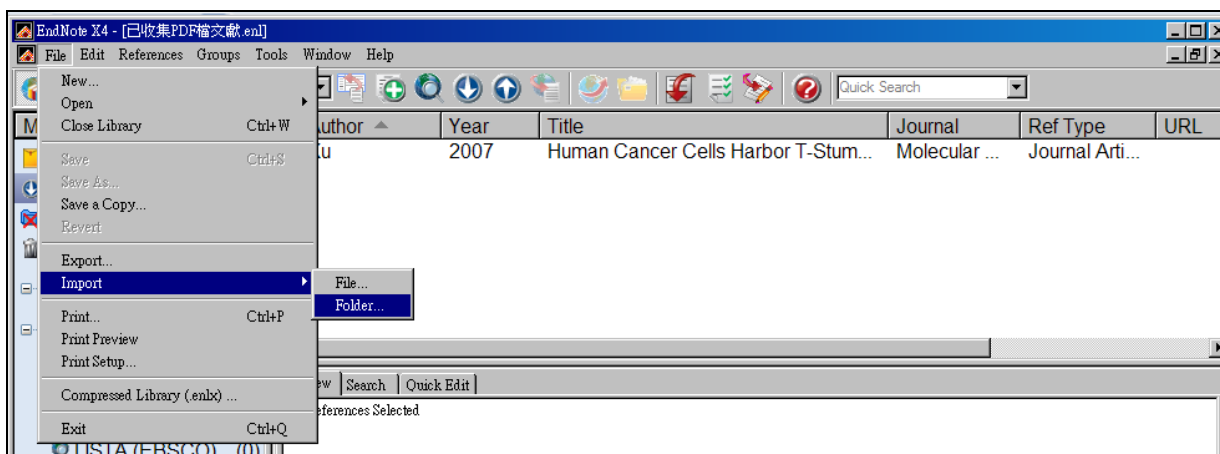 EndNote X4 - [已收集PDF檔文獻.enl]
File Edit References Groups Tools Window Help
Quick Search
New...
Open
Close Library Ctrl+W
Save Ctrl+S
Save As...
Save a Copy...
Revert
Export...
Import
File...
Folder...
Print... Ctrl+P
Print Preview
Print Setup...
Compressed Library (.enlx) ...
Exit Ctrl+Q
Year Title Journal Ref Type URL
2007 Human Cancer Cells Harbor T-Stum... Molecular ... Journal Arti...
Search Quick Edit
Selected
(EBSCO) (0)